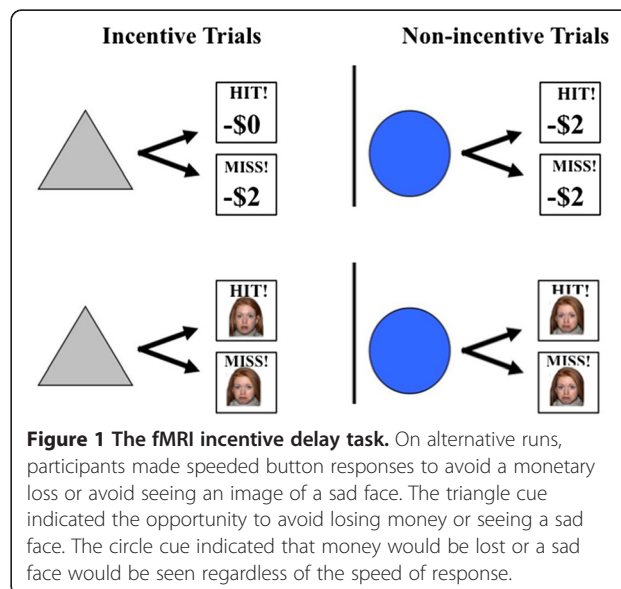 Incentive Trials
Non-incentive Trials
HIT!
-$0
MISS!
-$2
HIT!
-$2
MISS!
-$2
HIT!
MISS!
HIT!
MISS!
Figure 1 The fMRI incentive delay task. On alternative runs,
participants made speeded button responses to avoid a monetary
loss or avoid seeing an image of a sad face. The triangle cue
indicated the opportunity to avoid losing money or seeing a sad
face. The circle cue indicated that money would be lost or a sad
face would be seen regardless of the speed of response.